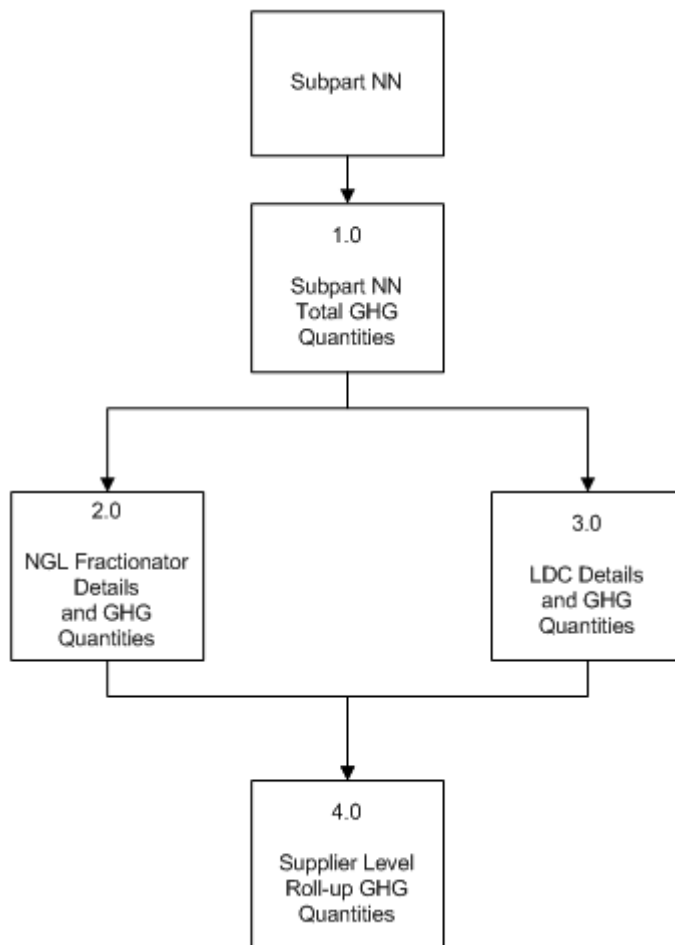 Subpart NN
1.0
Subpart NN
Total GHG
Quantities
2.0
NGL Fractionator
Details
and GHG
Quantities
3.0
LDC Details
and GHG
Quantities
4.0
Supplier Level
Roll-up GHG
Quantities